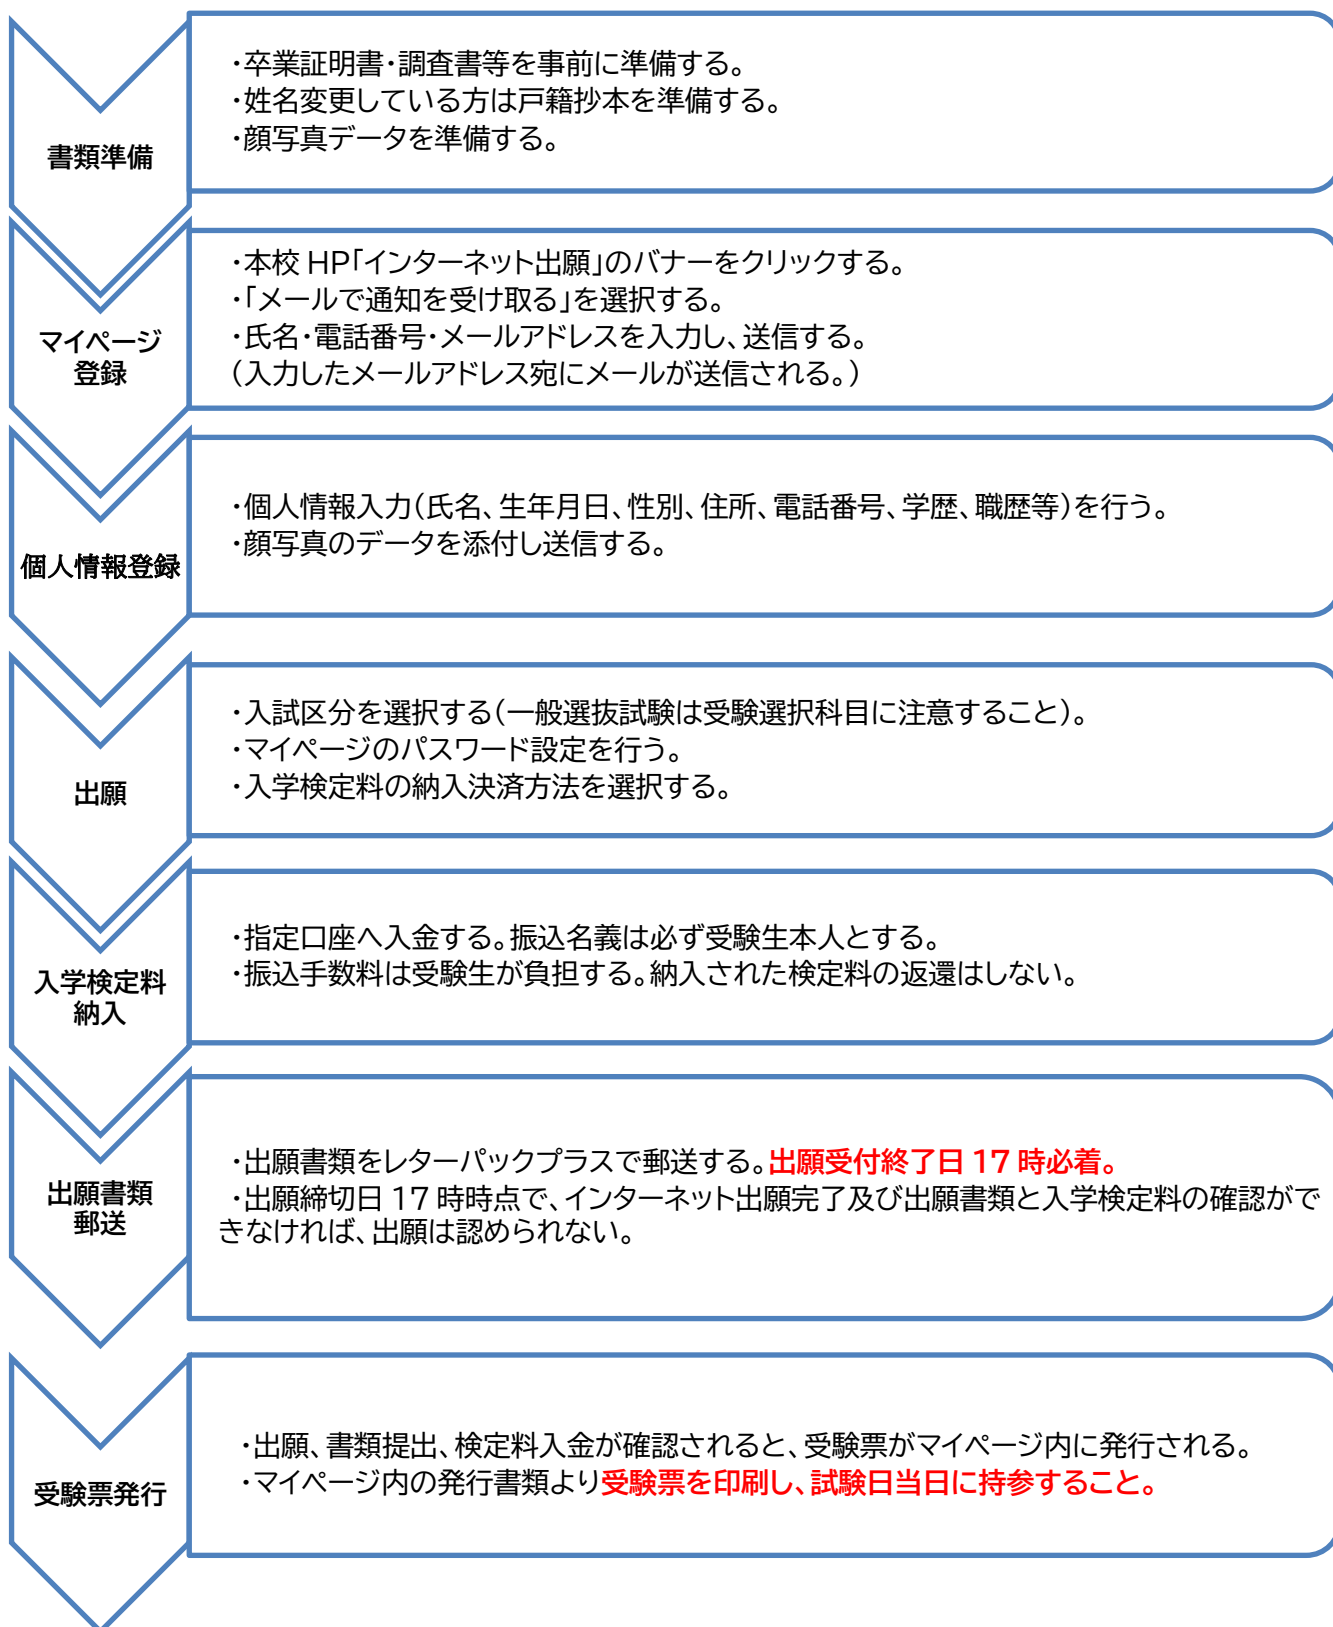 ・卒業証明書・調査書等を事前に準備する。
・姓名変更している方は戸籍抄本を準備する。
・顔写真データを準備する。
書類準備
・本校 HP「インターネット出願」のバナーをクリックする。
・「メールで通知を受け取る」を選択する。
・氏名・電話番号・メールアドレスを入力し、送信する。
（入力したメールアドレス宛にメールが送信される。）
マイページ
登録
・個人情報入力（氏名、生年月日、性別、住所、電話番号、学歴、職歴等）を行う。
・顔写真のデータを添付し送信する。
個人情報登録
・入試区分を選択する（一般選抜試験は受験選択科目に注意すること）。
・マイページのパスワード設定を行う。
・入学検定料の納入決済方法を選択する。
出願
・指定口座へ入金する。振込名義は必ず受験生本人とする。
・振込手数料は受験生が負担する。納入された検定料の返還はしない。
入学検定料
納入
・出願書類をレターパックプラスで郵送する。出願受付終了日 17 時必着。
・出願締切日 17 時時点で、インターネット出願完了及び出願書類と入学検定料の確認がで
きなければ、出願は認められない。
出願書類
郵送
・出願、書類提出、検定料入金が確認されると、受験票がマイページ内に発行される。
・マイページ内の発行書類より受験票を印刷し、試験日当日に持参すること。
受験票発行